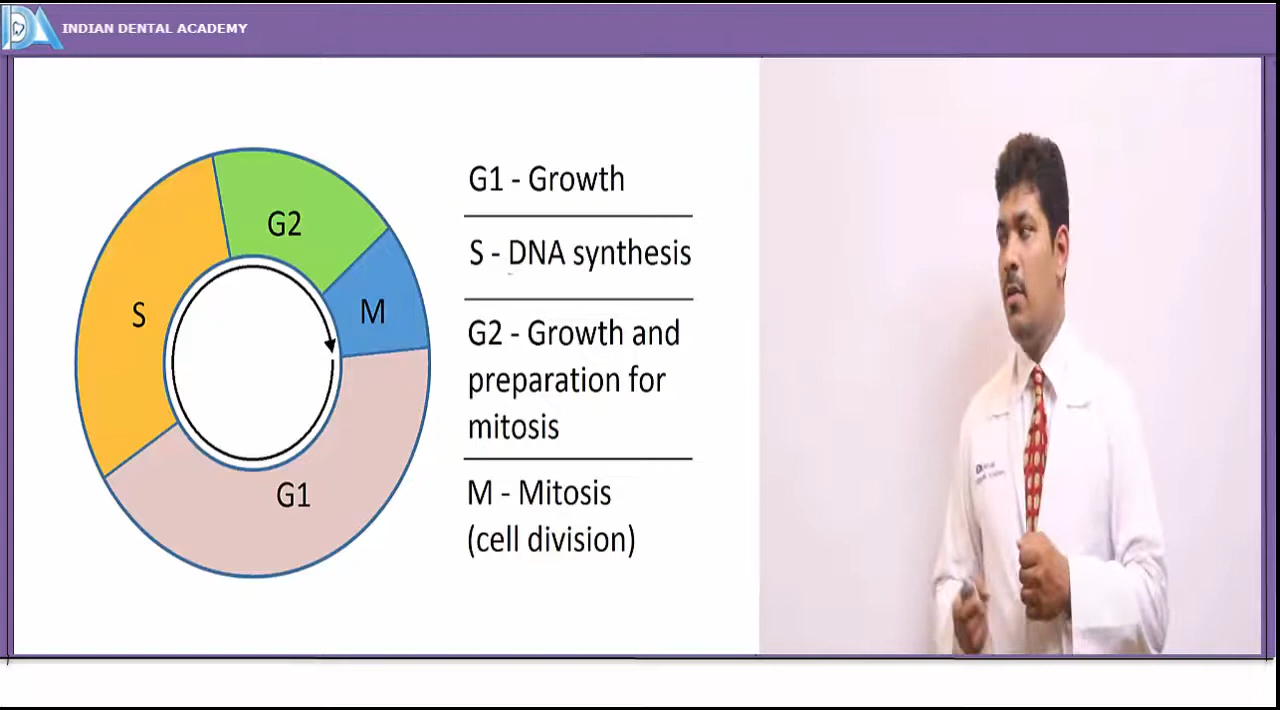 INDIAN DENTAL ACADEMY
G2
S
M
G1
G1 - Growth
S - DNA synthesis
G2 - Growth and
preparation for
mitosis
M - Mitosis
(cell division)